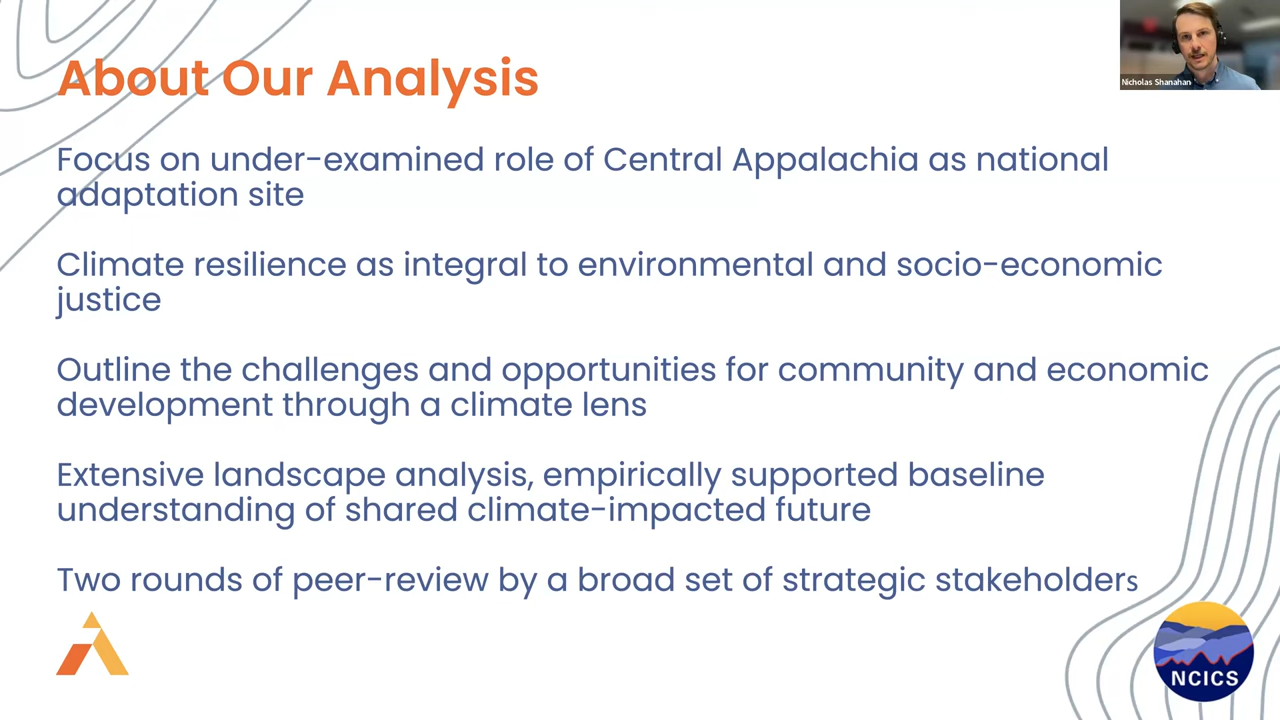 About Our Analysis
Nicholas Shanahan
Focus on under-examined role of Central Appalachia as national
adaptation site
Climate resilience as integral to environmental and socio-economic
justice
Outline the challenges and opportunities for community and economic
development through a climate lens
Extensive landscape analysis, empirically supported baseline
understanding of shared climate-impacted future
Two rounds of peer-review by a broad set of strategic stakeholders
NCICS